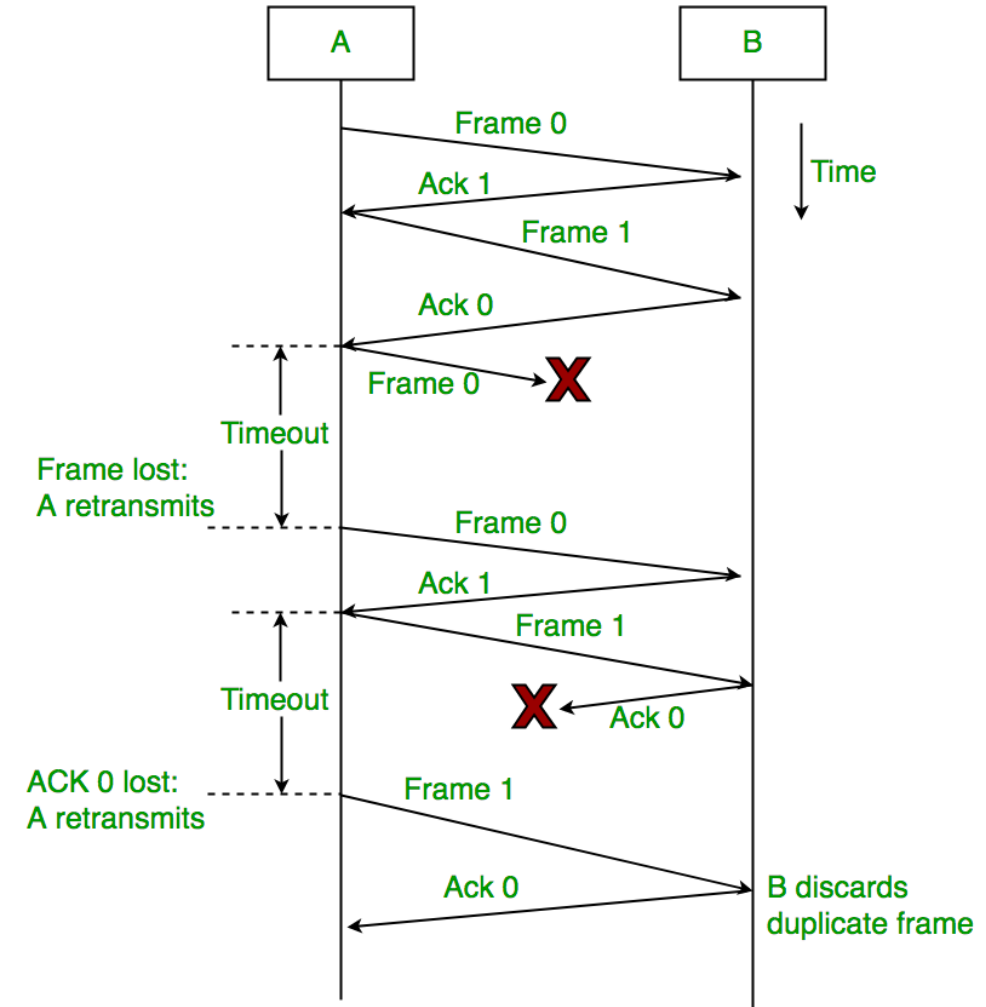 A
B
Frame 0
Time
Ack 1
Frame 1
Ack 0
Frame 0
Timeout
Frame lost:
A retransmits
Frame 0
Ack 1
Frame 1
Timeout
Ack 0
ACK 0 lost:
A retransmits
Frame 1
Ack 0
B discards
duplicate frame